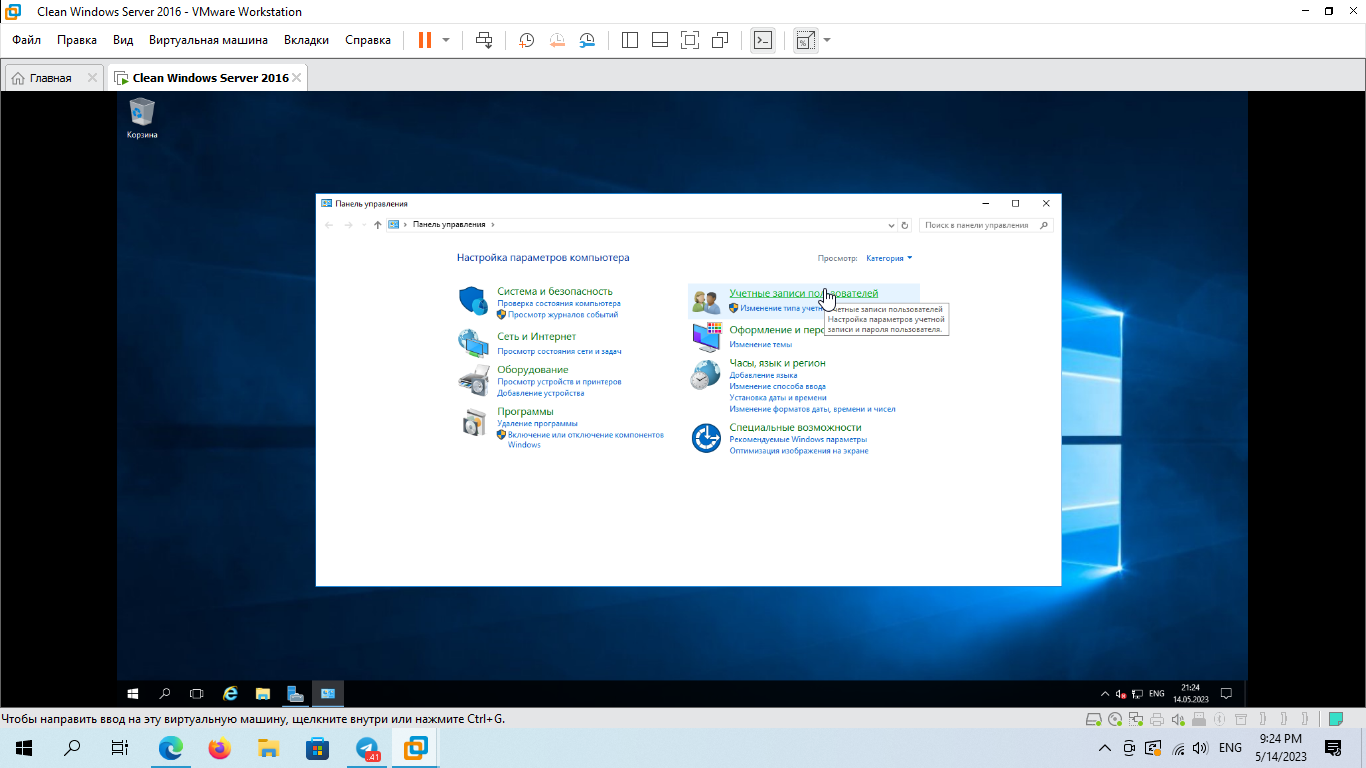 Clean Windows Server 2016 - VMware Workstation
Файл Правка Вид Виртуальная машина Вкладки Справка
Главная
Clean Windows Server 2016
Корзина
Панель управления
Панель управления
Поиск в панели управления
Настройка параметров компьютера
Просмотр: Категория
Система и безопасность
Проверка состояния компьютера
Просмотр журналов событий
Сеть и Интернет
Просмотр состояния сети и задач
Оборудование
Просмотр устройств и принтеров
Добавление устройства
Программы
Удаление программы
Включение или отключение компонентов
Windows
Учетные записи пользователей
Изменение типа
Учетные записи пользователей
Настройка параметров учетной
записи и пароля пользователя.
Оформление и
Изменение темы
Часы, язык и регион
Добавление языка
Изменение способа ввода
Установка даты и времени
Изменение форматов даты, времени и чисел
Специальные возможности
Рекомендуемые Windows параметры
Оптимизация изображения на экране
ENG
21:24
14.05.2023
Чтобы направить ввод на эту виртуальную машину, щелкните внутри или нажмите Ctrl+G.
41
ENG
9:24 PM
5/14/2023